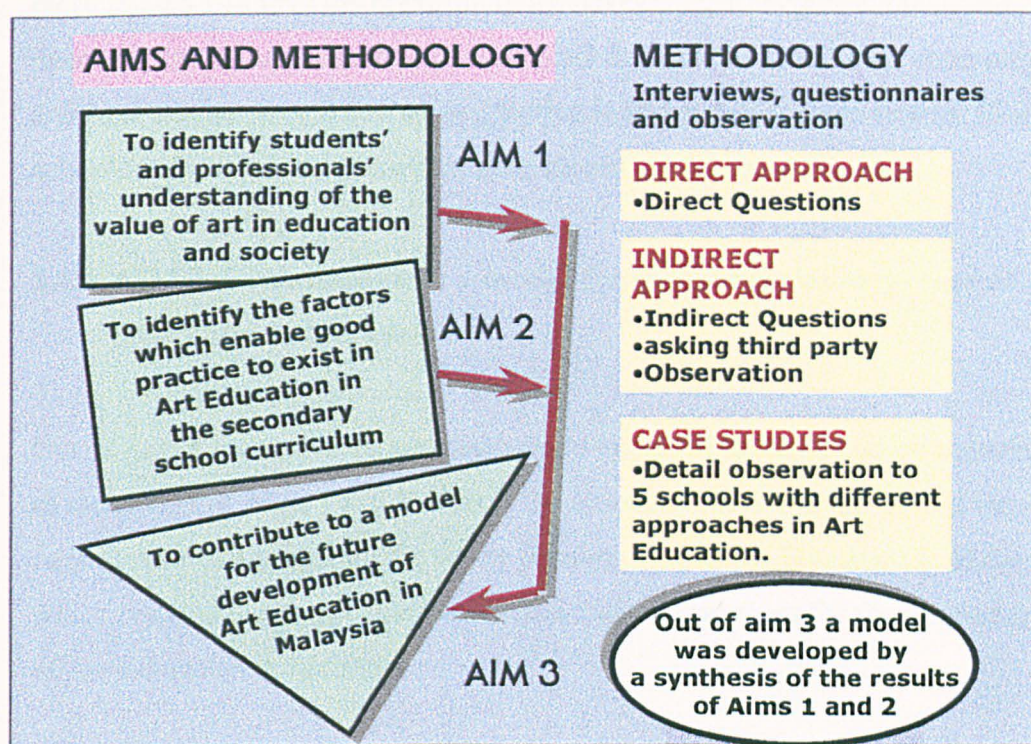 AIMS AND METHODOLOGY
To identify students'
and professionals'
understanding of the
value of art in education
and society
AIM 1
To identify the factors
which enable good
practice to exist in
Art Education in
the secondary
school curriculum
AIM 2
To contribute to a model
for the future
development of
Art Education in
Malaysia
AIM 3
METHODOLOGY
Interviews, questionnaires
and observation
DIRECT APPROACH
•Direct Questions
INDIRECT
APPROACH
•Indirect Questions
•asking third party
•Observation
CASE STUDIES
•Detail observation to
5 schools with different
approaches in Art
Education.
Out of aim 3 a model
was developed by
a synthesis of the results
of Aims 1 and 2